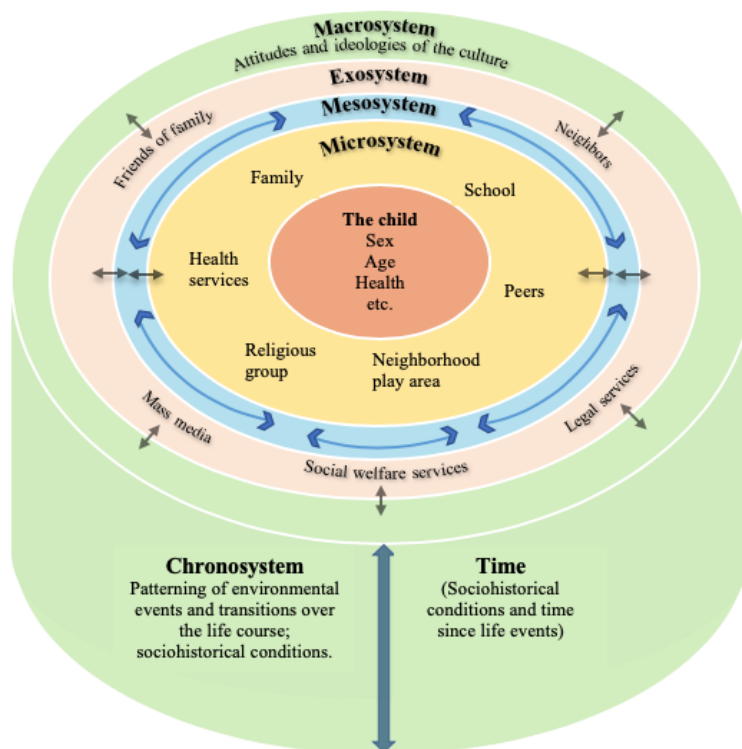 Macrosystem
Attitudes and ideologies of the culture
Exosystem
Mesosystem
Microsystem
Friends of family
Neighbots
Family
School
The child
Sex
Age
Health
etc.
Health
services
Peers
Religious
group
Neighborhood
play area
Mass media
Legal services
Social welfare services
Chronosystem
Patterning of environmental
events and transitions over
the life course;
sociohistorical conditions.
Time
(Sociohistorical
conditions and time
since life events)